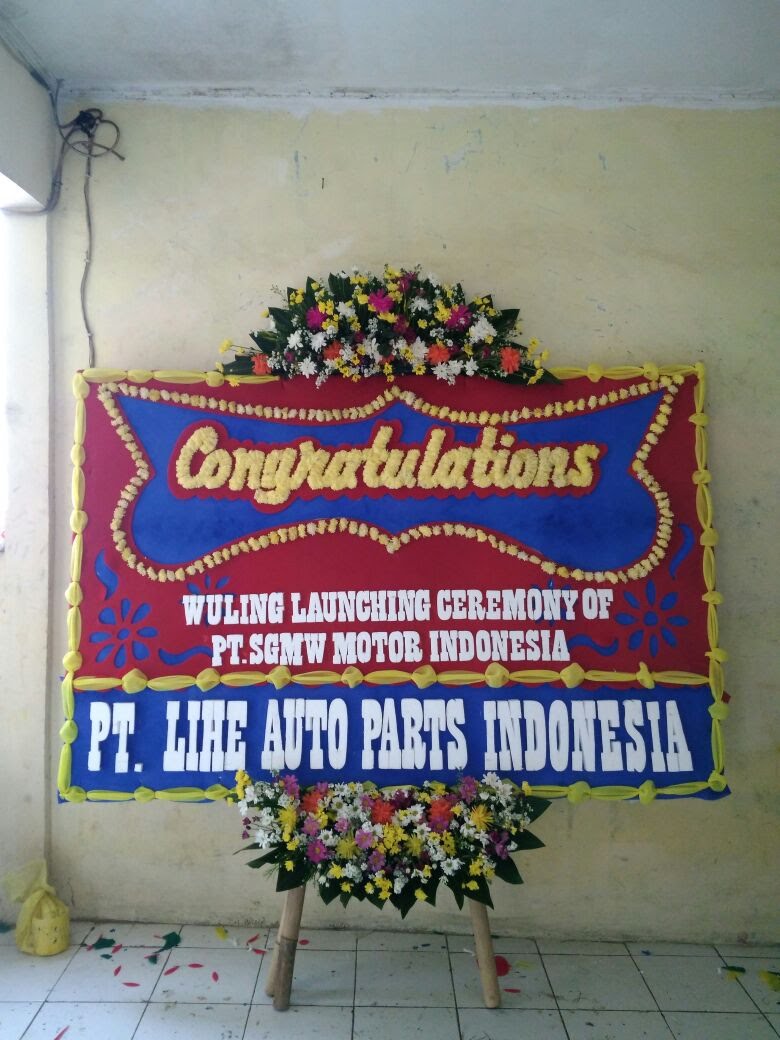 Congratulations
WULING LAUNCHING CEREMONY OF
PT. SGMW MOTOR INDONESIA
PT. LIHE AUTO PARTS INDONESIA